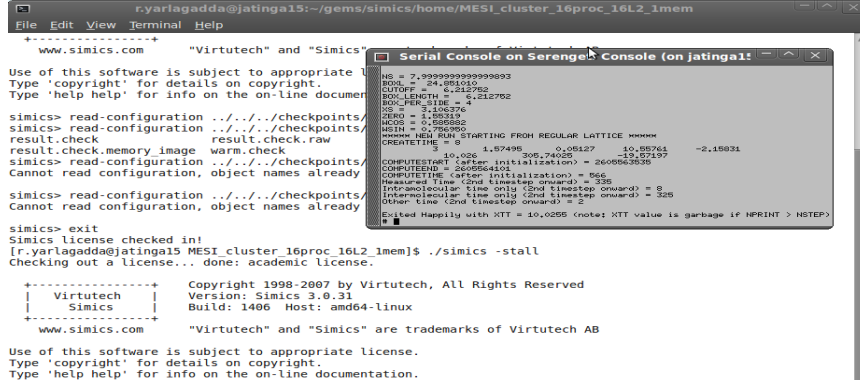 r.yarlagadda@jatinga15:~/gems/simics/home/MESI_cluster_16proc_16L2_1mem
File Edit View Terminal Help
+----------------+
www.simics.com "Virtutech" and "Simics"
Use of this software is subject to appropriate l
Type 'copyright' for details on copyright.
Type 'help help' for info on the on-line documen
simics> read-configuration ../../../checkpoints/
simics> read-configuration ../../../checkpoints/
result.check result.check.raw
result.check.memory_image warm.check
simics> read-configuration ../../../checkpoints/
Cannot read configuration, object names already
simics> read-configuration ../../../checkpoints/
Cannot read configuration, object names already
simics> exit
Simics license checked in!
[r.yarlagadda@jatinga15 MESI_cluster_16proc_16L2_1mem]$ ./simics -stall
Checking out a license... done: academic license.
+----------------+ Copyright 1998-2007 by Virtutech, All Rights Reserved
| Virtutech | Version: Simics 3.0.31
| Simics | Build: 1406 Host: amd64-linux
+----------------+
www.simics.com "Virtutech" and "Simics" are trademarks of Virtutech AB
Use of this software is subject to appropriate license.
Type 'copyright' for details on copyright.
Type 'help help' for info on the on-line documentation.
Serial Console on Serenget Console (on jatinga15
NS = 7.9999999999999893
BOXL = 24.851010
CUTOFF = 6.212752
BOX_LENGTH = 6.212752
BOX_PER_SIDE = 4
XS = 3.106376
ZERO = 1.55319
WCOS = 0.585882
WSIN = 0.756950
***** NEW RUN STARTING FROM REGULAR LATTICE *****
CREATETIME = 8
3 1.57495 0.05127 10.55761 -2.15831
10.026 305.74025 -19.57197
COMPUTESTART (after initialization) = 2605563535
COMPUTEEND = 2605564101
COMPUTETIME (after initialization) = 566
Measured Time (2nd timestep onward) = 335
Intramolecular time only (2nd timestep onward) = 8
Intermolecular time only (2nd timestep onward) = 325
Other time (2nd timestep onward) = 2
Exited Happily with XTT = 10.0255 (note: XTT value is garbage if NPRINT > NSTEP)
#